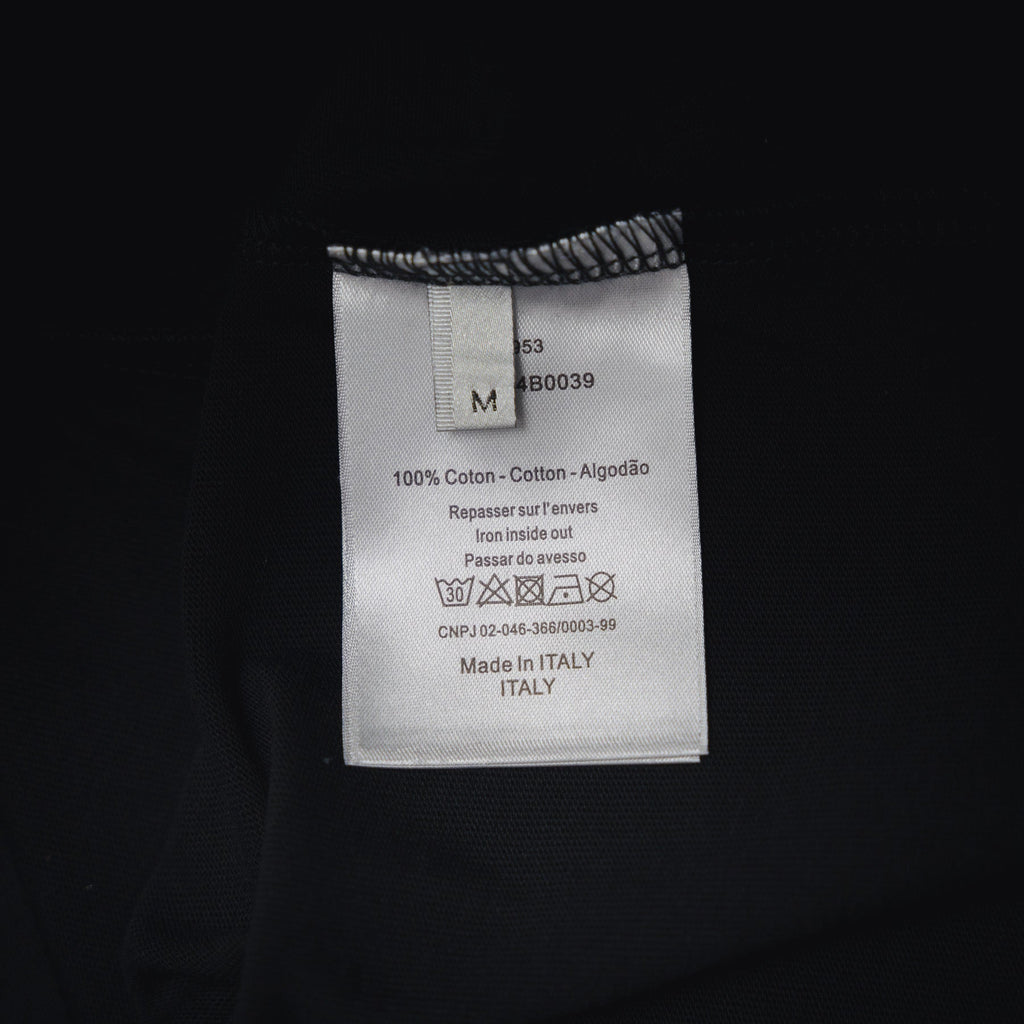 053
4B0039
M
100% Coton - Cotton - Algodão
Repasser sur l'envers
Iron inside out
Passar do avesso
30
CNPJ 02-046-366/0003-99
Made In ITALY
ITALY